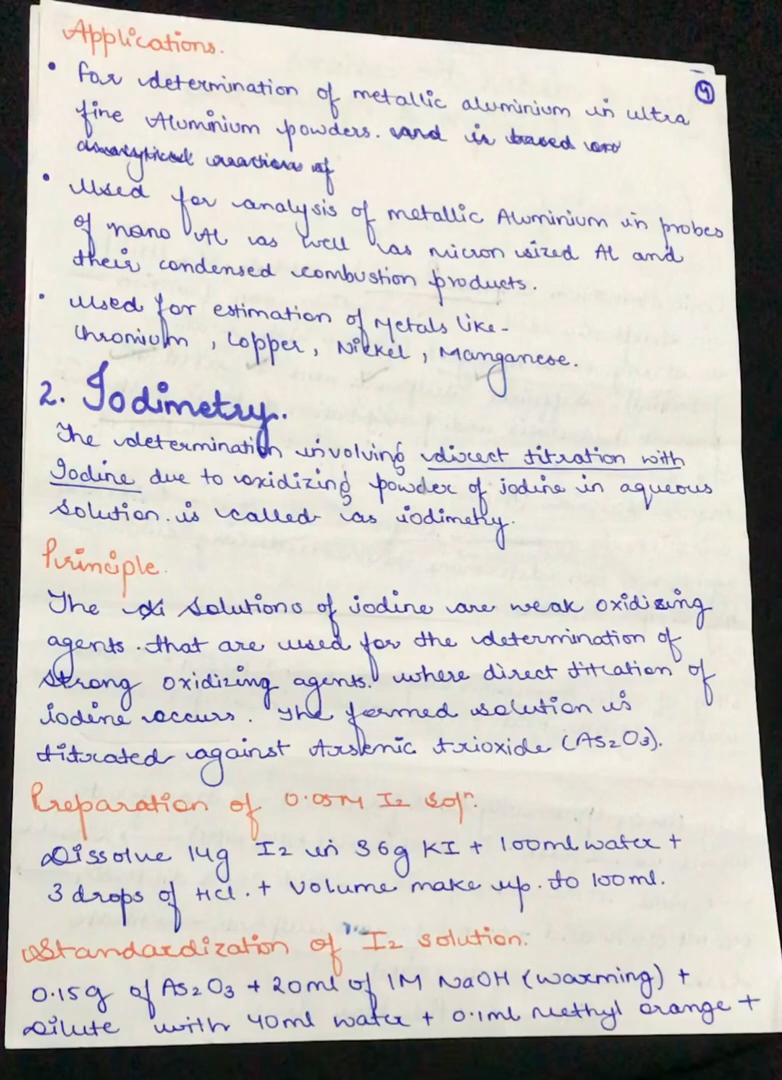 4
Applications.
• for determination of metallic aluminium in ultra
fine Aluminium powders. and is based on
analytical reactions of
• Used for analysis of metallic Aluminium in probes
of nano Al as well as micron sized Al and
their condensed combustion products.
• Used for estimation of Metals like-
Chromium, Copper, Nickel, Manganese.
2. Iodimetry.
The determination involving direct titration with
Iodine due to oxidizing powder of iodine in aqueous
solution is called as iodimetry.
Principle.
The solutions of iodine are weak oxidizing
agents. that are used for the determination of
strong oxidizing agents. where direct titration of
iodine occurs. The formed solution is
titrated against Arsenic trioxide (As2O3).
Preparation of 0.05M I2 Solⁿ.
Dissolve 14g I2 in 36g KI + 100ml water +
3 drops of HCl. + Volume make up. to 100ml.
Standardization of I2 solution.
0.15g of As2O3 + 20ml of 1M NaOH (warming) +
Dilute with 40ml water + 0.1ml methyl orange +